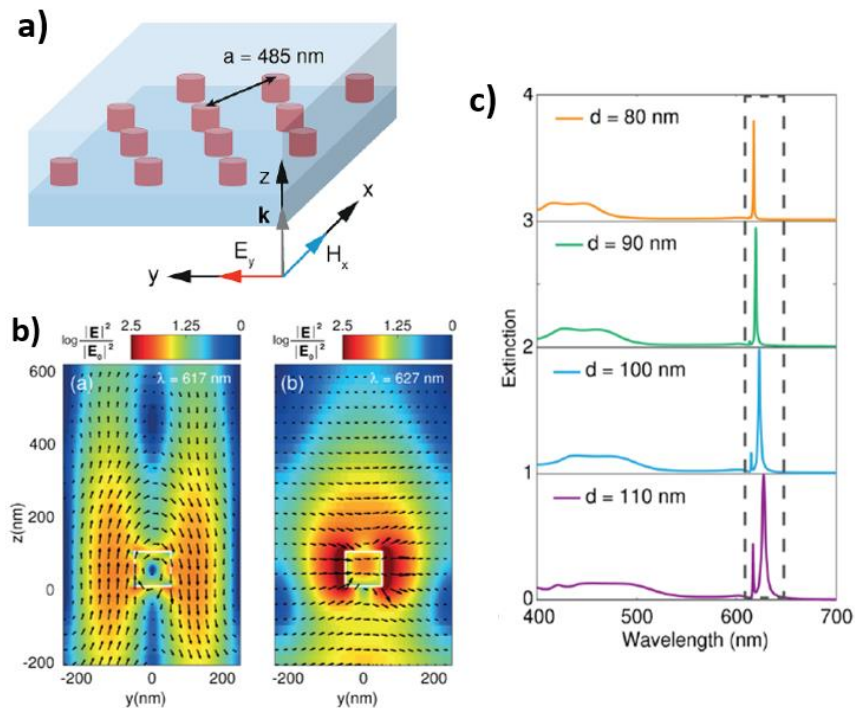 a)
a = 485 nm
z
x
k
E_y
H_x
y
b)
log |E|² / |E₀|² 2.5 1.25 0
log |E|² / |E₀|² 2.5 1.25 0
(a) λ = 617 nm
(b) λ = 627 nm
z(nm)
600
400
200
0
-200
-200 0 200
-200 0 200
y(nm)
y(nm)
c)
Extinction
4
d = 80 nm
3
d = 90 nm
2
d = 100 nm
1
d = 110 nm
0
400 500 600 700
Wavelength (nm)